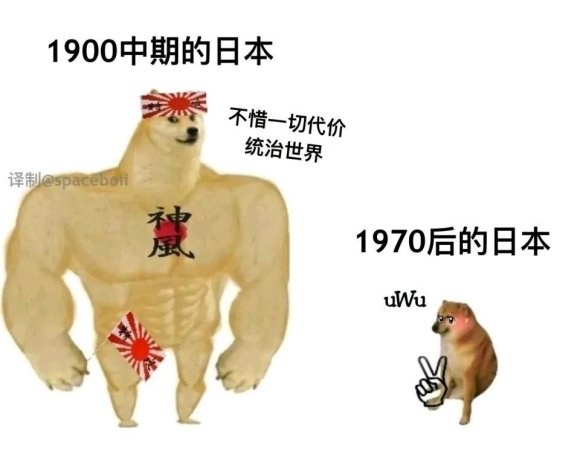 1900中期的日本
不惜一切代价
统治世界
译制@spaceboii
神
風
1970后的日本
uWu